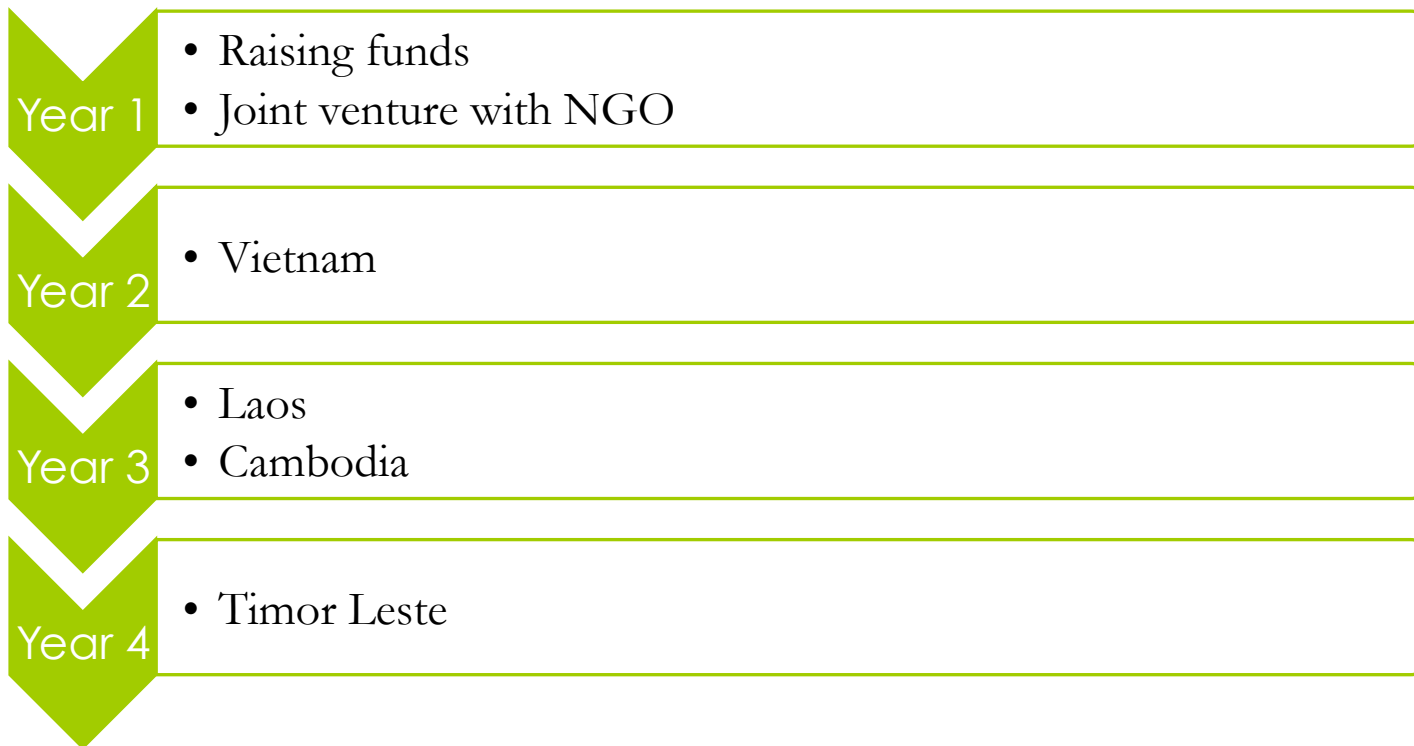 Year 1
• Raising funds
• Joint venture with NGO
Year 2
• Vietnam
Year 3
• Laos
• Cambodia
Year 4
• Timor Leste